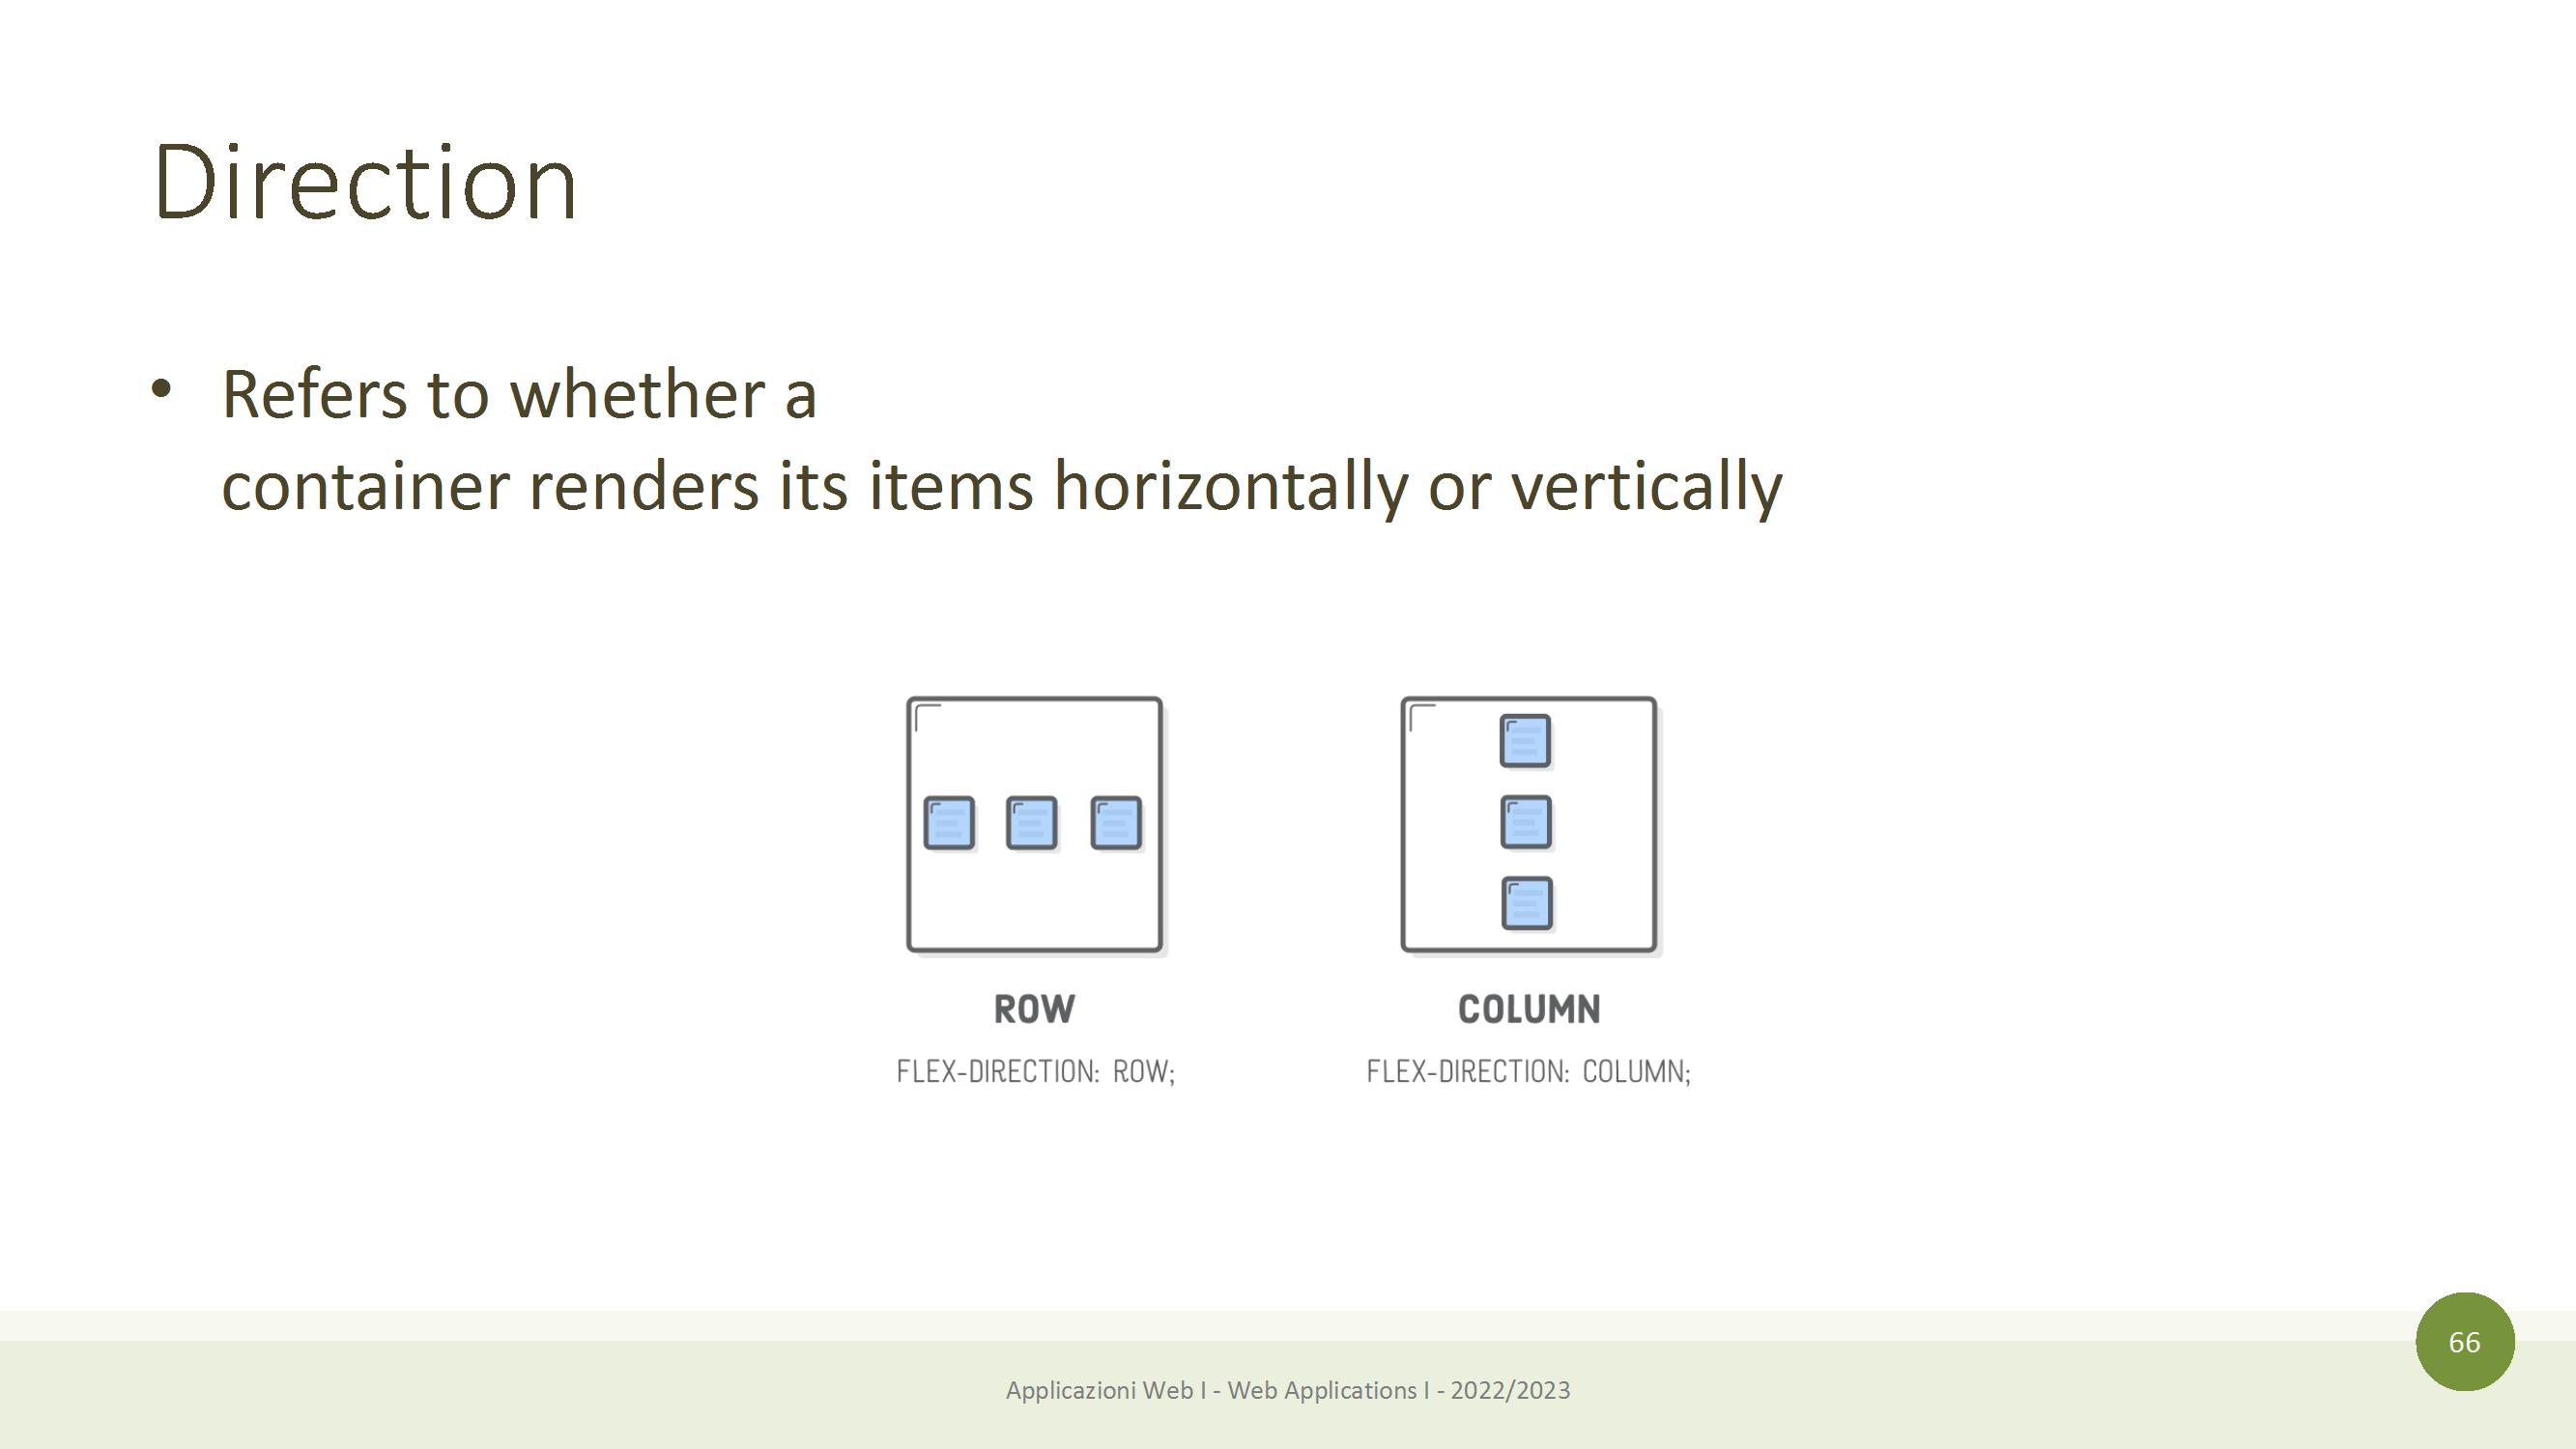 Direction
• Refers to whether a
container renders its items horizontally or vertically
ROW
COLUMN
FLEX-DIRECTION: ROW;
FLEX-DIRECTION: COLUMN;
66
Applicazioni Web I - Web Applications I - 2022/2023